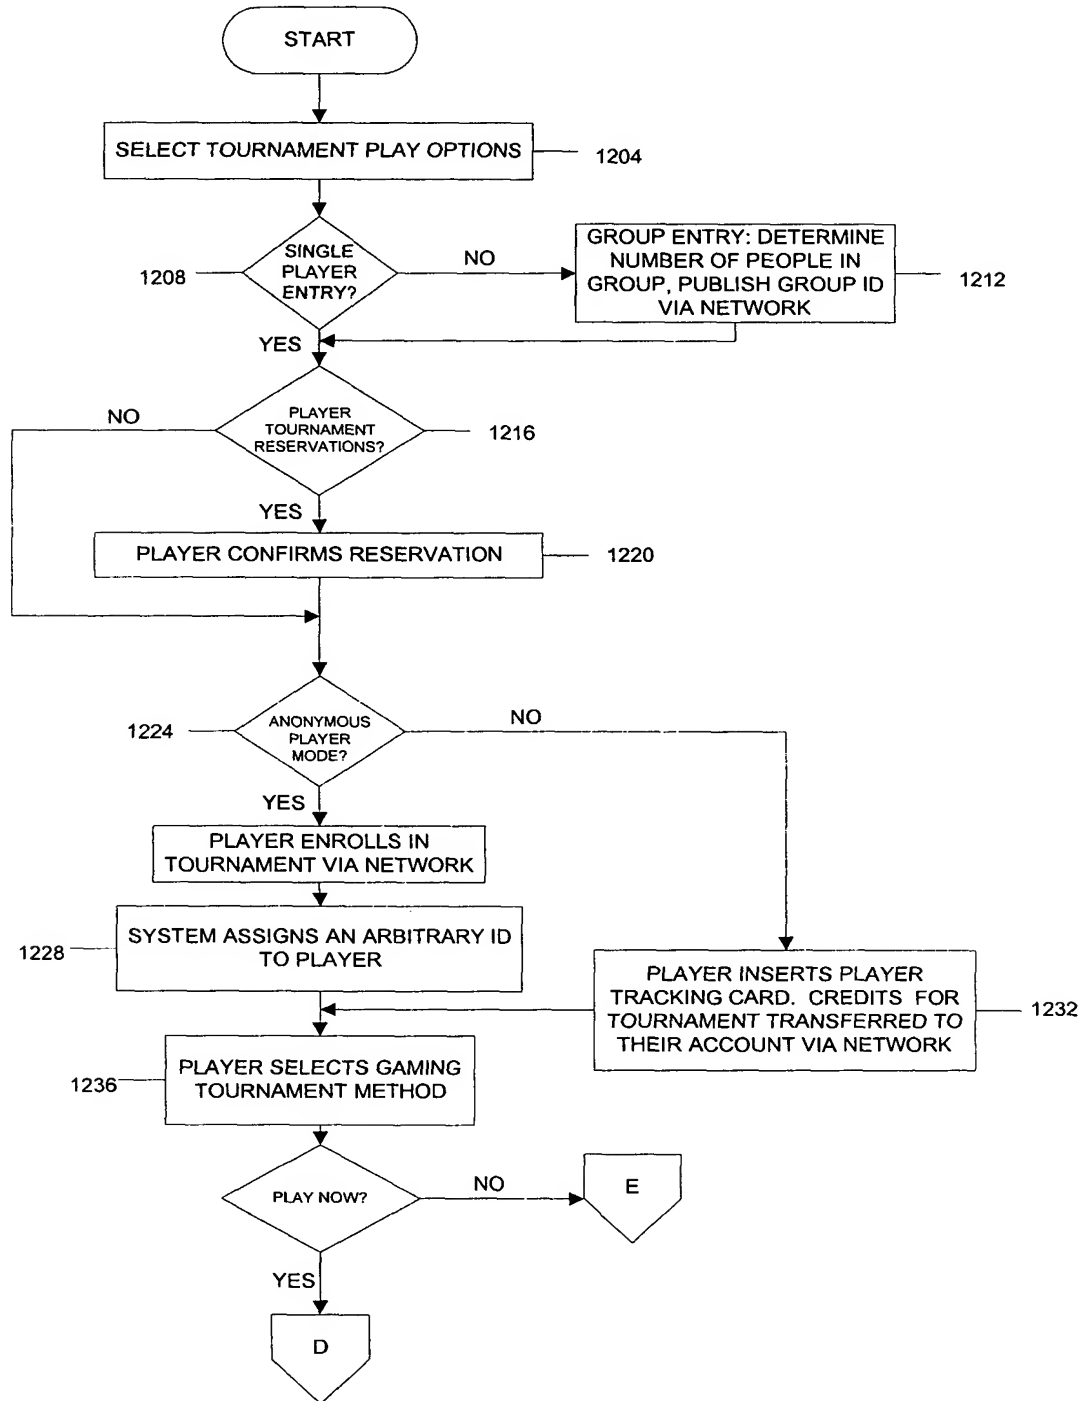 START
SELECT TOURNAMENT PLAY OPTIONS
1204
SINGLE
PLAYER
ENTRY?
1208
NO
GROUP ENTRY: DETERMINE
NUMBER OF PEOPLE IN
GROUP, PUBLISH GROUP ID
VIA NETWORK
1212
YES
PLAYER
TOURNAMENT
RESERVATIONS?
1216
NO
YES
PLAYER CONFIRMS RESERVATION
1220
ANONYMOUS
PLAYER
MODE?
1224
NO
YES
PLAYER ENROLLS IN
TOURNAMENT VIA NETWORK
SYSTEM ASSIGNS AN ARBITRARY ID
TO PLAYER
1228
PLAYER INSERTS PLAYER
TRACKING CARD. CREDITS FOR
TOURNAMENT TRANSFERRED TO
THEIR ACCOUNT VIA NETWORK
1232
PLAYER SELECTS GAMING
TOURNAMENT METHOD
1236
PLAY NOW?
NO
E
YES
D